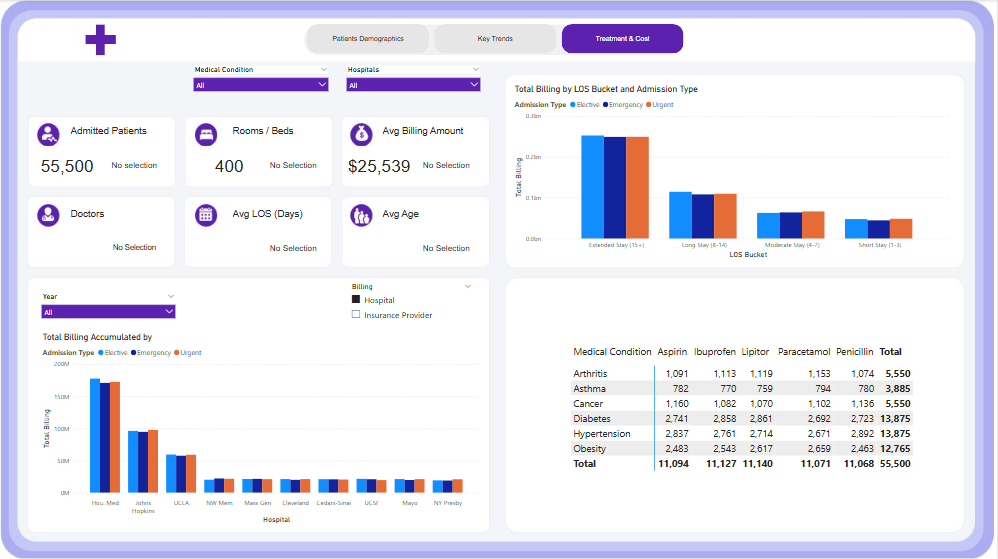 Patients Demographics
Key Trends
Treatment & Cost
Medical Condition
All
Hospitals
All
Admitted Patients
55,500 No selection
Rooms / Beds
400 No Selection
Avg Billing Amount
$25,539 No Selection
Doctors
No Selection
Avg LOS (Days)
No Selection
Avg Age
No Selection
Total Billing by LOS Bucket and Admission Type
Admission Type Elective Emergency Urgent
0.3bn
0.2bn
0.1bn
0.0bn
Total Billing
Extended Stay (15+) Long Stay (8-14) Moderate Stay (4-7) Short Stay (1-3)
LOS Bucket
Year
All
Billing
Hospital
Insurance Provider
Total Billing Accumulated by
Admission Type Elective Emergency Urgent
200M
150M
100M
50M
0M
Total Billing
Hou. Med Johns Hopkins UCLA NW Mem Mass Gen Cleveland Cedars-Sinai UCSF Mayo NY Presby
Hospital
Medical Condition Aspirin Ibuprofen Lipitor Paracetamol Penicillin Total
Arthritis 1,091 1,113 1,119 1,153 1,074 5,550
Asthma 782 770 759 794 780 3,885
Cancer 1,160 1,082 1,070 1,102 1,136 5,550
Diabetes 2,741 2,858 2,861 2,692 2,723 13,875
Hypertension 2,837 2,761 2,714 2,671 2,892 13,875
Obesity 2,483 2,543 2,617 2,659 2,463 12,765
Total 11,094 11,127 11,140 11,071 11,068 55,500